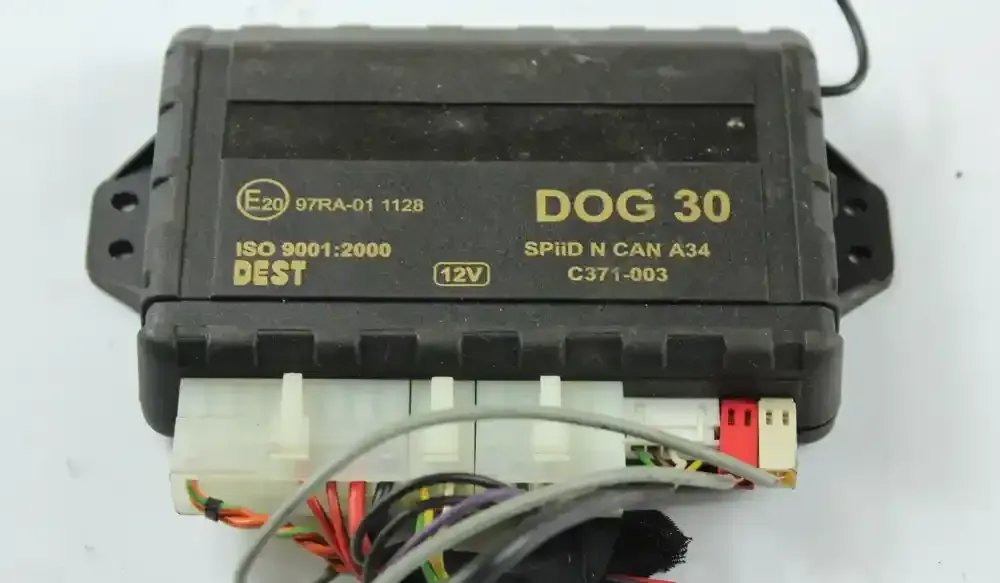 E20 97RA-01 1128
DOG 30
ISO 9001:2000
SPiiD N CAN A34
DEST
12V
C371-003